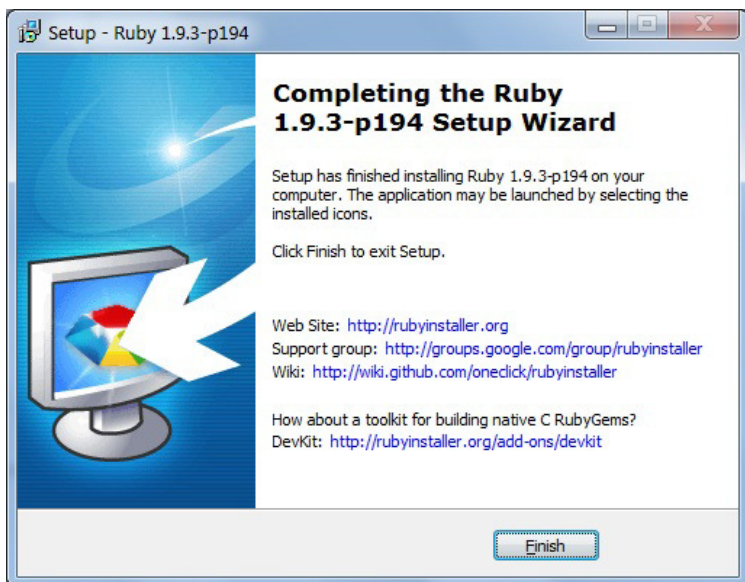 Setup - Ruby 1.9.3-p194
Completing the Ruby
1.9.3-p194 Setup Wizard
Setup has finished installing Ruby 1.9.3-p194 on your
computer. The application may be launched by selecting the
installed icons.
Click Finish to exit Setup.
Web Site: http://rubyinstaller.org
Support group: http://groups.google.com/group/rubyinstaller
Wiki: http://wiki.github.com/oneclick/rubyinstaller
How about a toolkit for building native C RubyGems?
DevKit: http://rubyinstaller.org/add-ons/devkit
Finish